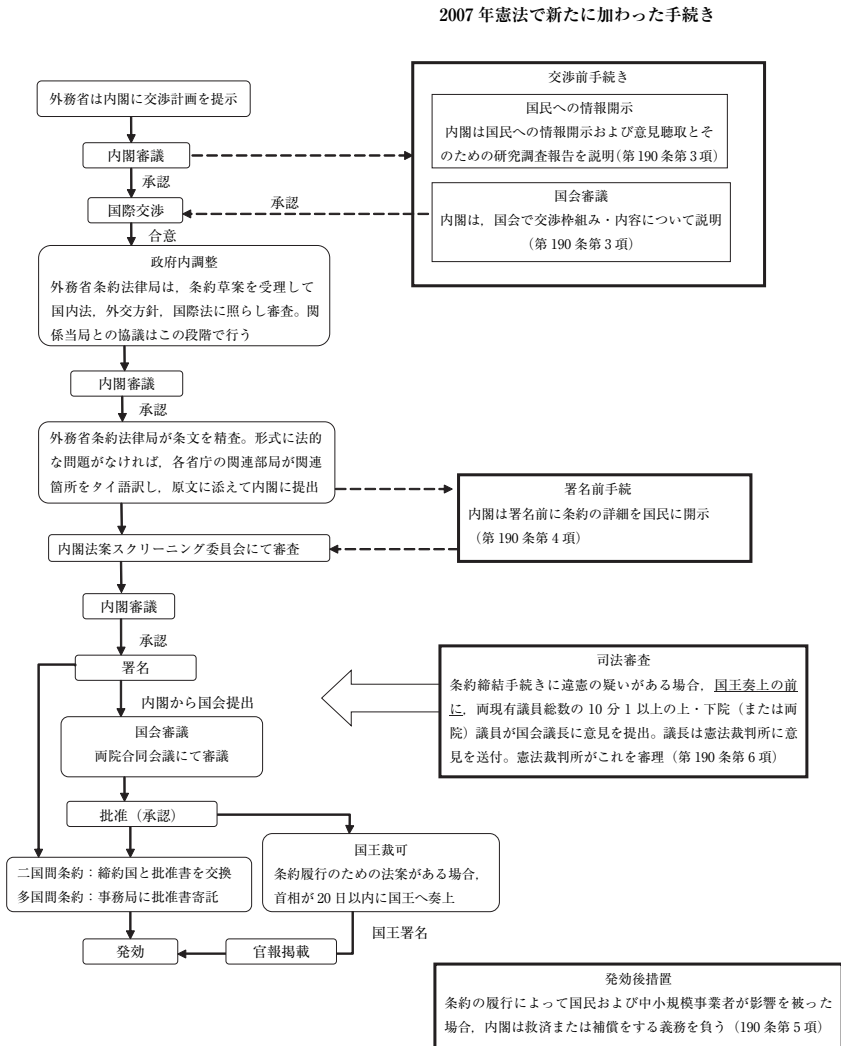 2007 年憲法で新たに加わった手続き
外務省は内閣に交渉計画を提示
内閣審議
承認
国際交渉
合意
交渉前手続き
国民への情報開示
内閣は国民への情報開示および意見聴取とそ
のための研究調査報告を説明(第 190 条第 3 項)
国会審議
内閣は，国会で交渉枠組み・内容について説明
（第 190 条第 3 項）
承認
政府内調整
外務省条約法律局は，条約草案を受理して
国内法，外交方針，国際法に照らし審査。関
係当局との協議はこの段階で行う
内閣審議
承認
外務省条約法律局が条文を精査。形式に法的
な問題がなければ，各省庁の関連部局が関連
箇所をタイ語訳し，原文に添えて内閣に提出
署名前手続
内閣は署名前に条約の詳細を国民に開示
（第 190 条第 4 項）
内閣法案スクリーニング委員会にて審査
内閣審議
承認
署名
内閣から国会提出
司法審査
条約締結手続きに違憲の疑いがある場合，国王奏上の前
に，両現有議員総数の 10 分 1 以上の上・下院（または両
院）議員が国会議長に意見を提出。議長は憲法裁判所に意
見を送付。憲法裁判所がこれを審理（第 190 条第 6 項）
国会審議
両院合同会議にて審議
批准（承認）
二国間条約：締約国と批准書を交換
多国間条約：事務局に批准書寄託
国王裁可
条約履行のための法案がある場合，
首相が 20 日以内に国王へ奏上
国王署名
発効
官報掲載
発効後措置
条約の履行によって国民および中小規模事業者が影響を被った
場合，内閣は救済または補償をする義務を負う（190 条第 5 項）